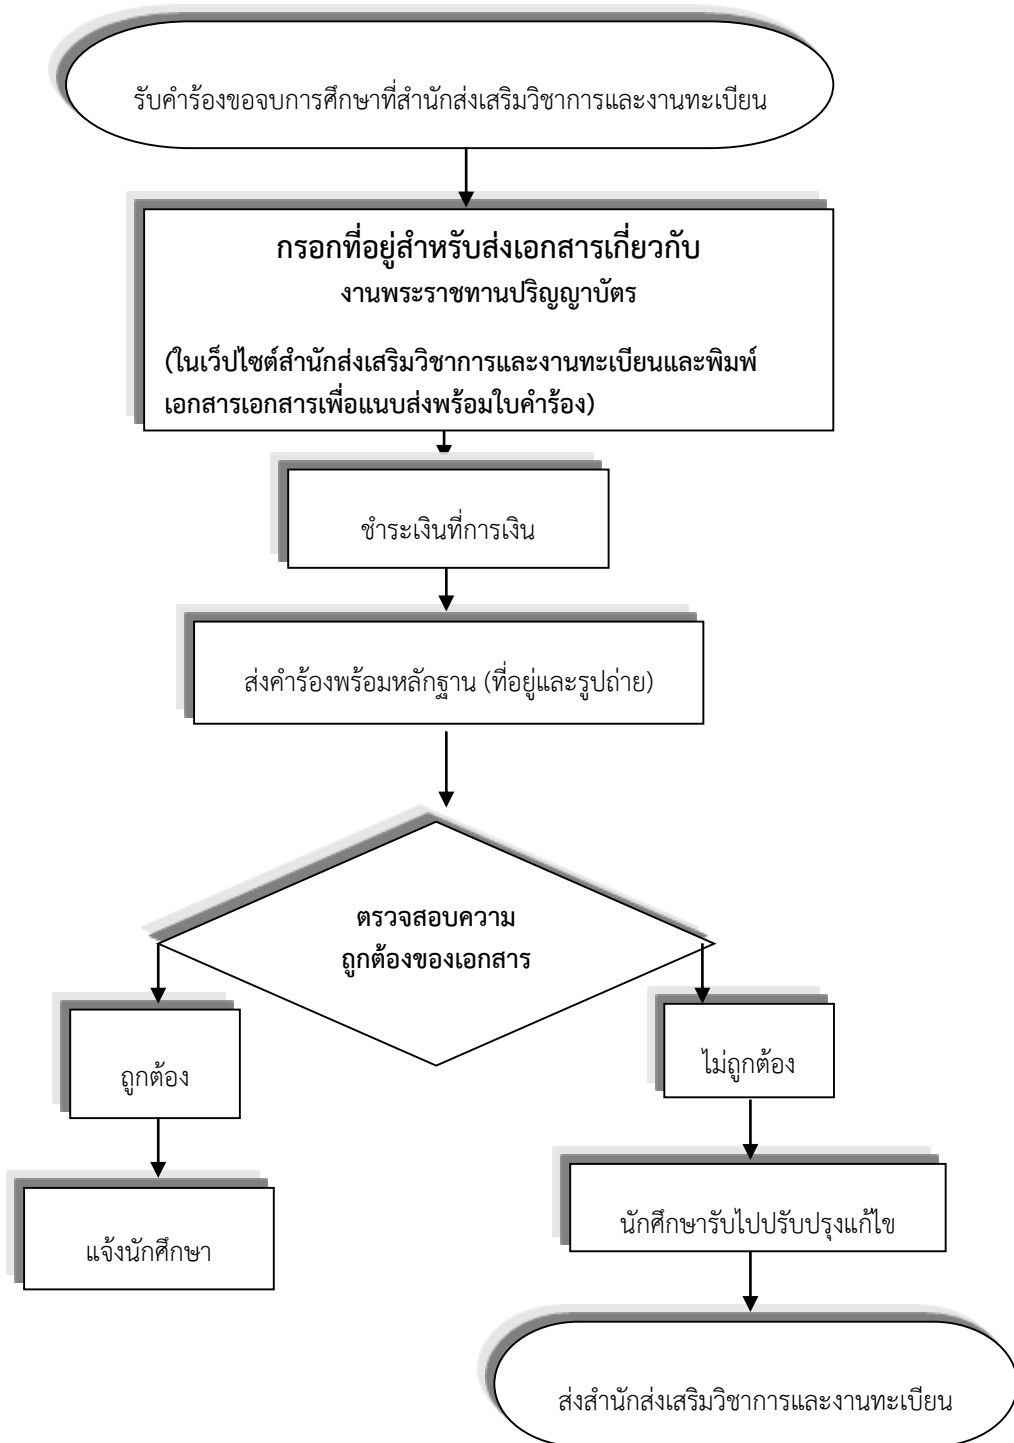 รับคำร้องขอจบการศึกษาที่สำนักส่งเสริมวิชาการและงานทะเบียน
กรอกที่อยู่สำหรับส่งเอกสารเกี่ยวกับ
งานพระราชทานปริญญาบัตร
(ในเว็ปไซต์สำนักส่งเสริมวิชาการและงานทะเบียนและพิมพ์
เอกสารเอกสารเพื่อแนบส่งพร้อมใบคำร้อง)
ชำระเงินที่การเงิน
ส่งคำร้องพร้อมหลักฐาน (ที่อยู่และรูปถ่าย)
ตรวจสอบความ
ถูกต้องของเอกสาร
ถูกต้อง
ไม่ถูกต้อง
แจ้งนักศึกษา
นักศึกษารับไปปรับปรุงแก้ไข
ส่งสำนักส่งเสริมวิชาการและงานทะเบียน